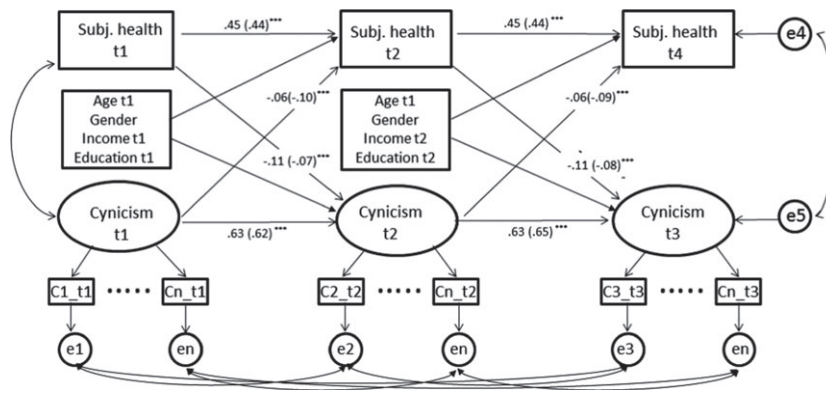 Subj. health
t1
.45 (.44)***
Subj. health
t2
.45 (.44)***
Subj. health
t4
e4
Age t1
Gender
Income t1
Education t1
-.06(-.10)***
Age t1
Gender
Income t2
Education t2
-.06(-.09)***
-.11 (-.07)***
-.11 (-.08)***
Cynicism
t1
.63 (.62)***
Cynicism
t2
.63 (.65)***
Cynicism
t3
e5
C1_t1
•••••
Cn_t1
C2_t2
•••••
Cn_t2
C3_t3
•••••
Cn_t3
e1
en
e2
en
e3
en